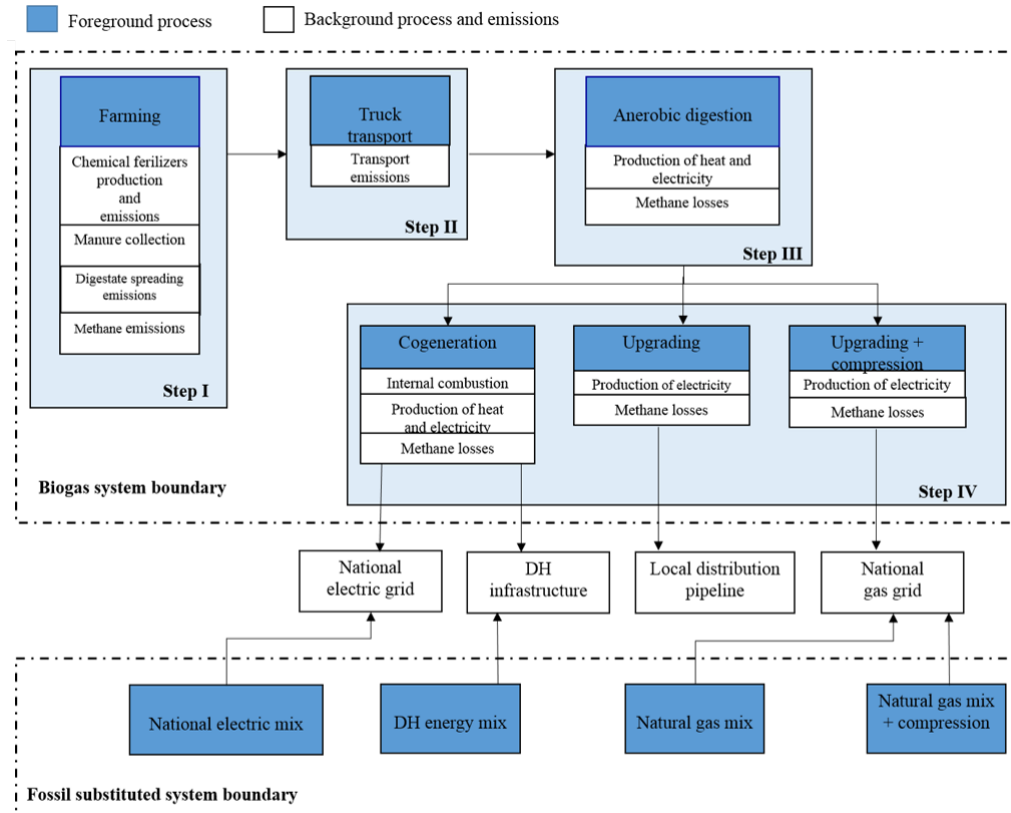 Foreground process
Background process and emissions
Farming
Chemical ferilizers
production
and
emissions
Manure collection
Digestate spreading
emissions
Methane emissions
Step I
Truck
transport
Transport
emissions
Step II
Anerobic digestion
Production of heat and
electricity
Methane losses
Step III
Cogeneration
Internal combustion
Production of heat
and electricity
Methane losses
Upgrading
Production of electricity
Methane losses
Upgrading +
compression
Production of electricity
Methane losses
Step IV
Biogas system boundary
National
electric grid
DH
infrastructure
Local distribution
pipeline
National
gas grid
National electric mix
DH energy mix
Natural gas mix
Natural gas mix
+ compression
Fossil substituted system boundary